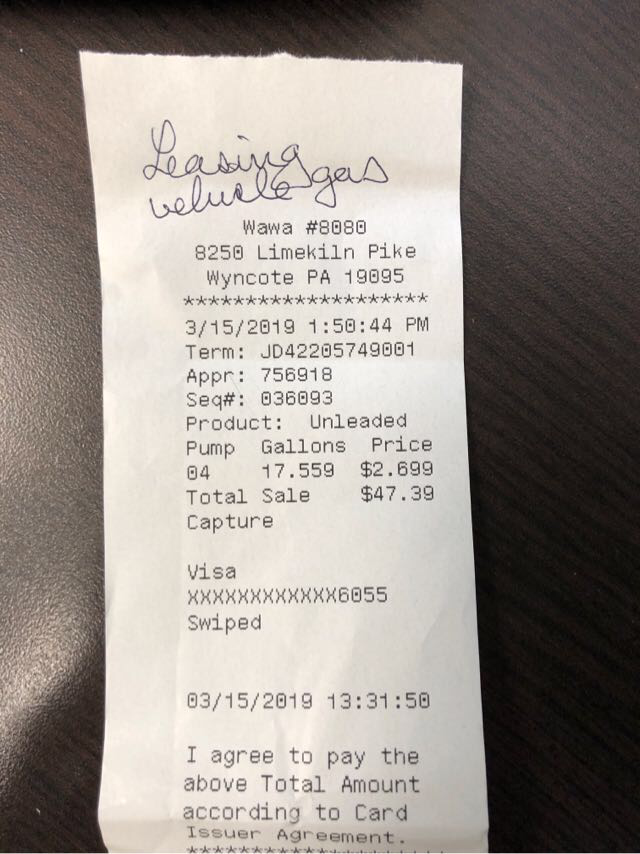 Leasing
vehicle gas
Wawa #8080
8250 Limekiln Pike
Wyncote PA 19095
********************
3/15/2019 1:50:44 PM
Term: JD42205749001
Appr: 756918
Seq#: 036093
Product: Unleaded
Pump Gallons Price
04 17.559 $2.699
Total Sale $47.39
Capture
Visa
XXXXXXXXXXXX6055
Swiped
03/15/2019 13:31:50
I agree to pay the
above Total Amount
according to Card
Issuer Agreement.
********************